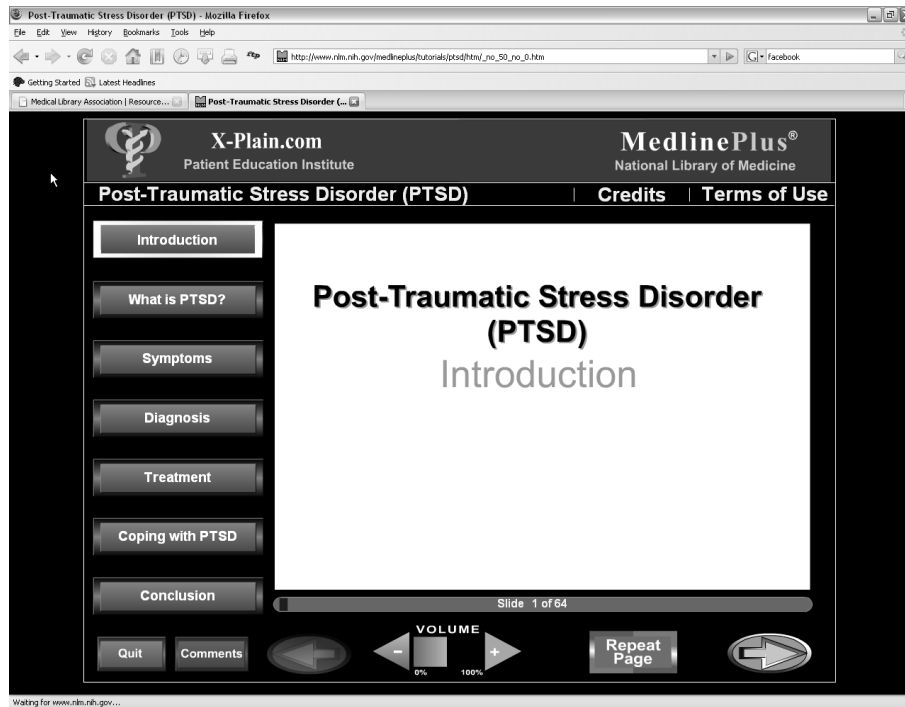 Post-Traumatic Stress Disorder (PTSD) - Mozilla Firefox
File Edit View History Bookmarks Tools Help
http://www.nlm.nih.gov/medlineplus/tutorials/ptsd/htm/_no_50_no_0.htm
G facebook
Getting Started Latest Headlines
Medical Library Association | Resource... Post-Traumatic Stress Disorder (...
X-Plain.com
Patient Education Institute
MedlinePlus®
National Library of Medicine
Post-Traumatic Stress Disorder (PTSD) | Credits | Terms of Use
Introduction
What is PTSD?
Symptoms
Diagnosis
Treatment
Coping with PTSD
Conclusion
Post-Traumatic Stress Disorder
(PTSD)
Introduction
Slide 1 of 64
Quit Comments
VOLUME
- +
0% 100%
Repeat
Page
Waiting for www.nlm.nih.gov...